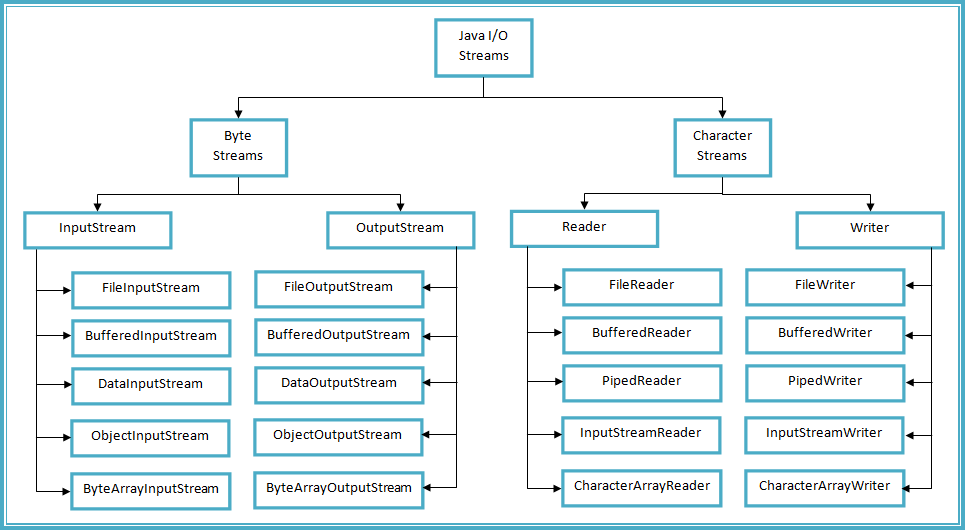 Java I/O
Streams
Byte
Streams
Character
Streams
InputStream
OutputStream
Reader
Writer
FileInputStream
FileOutputStream
FileReader
FileWriter
BufferedInputStream
BufferedOutputStream
BufferedReader
BufferedWriter
DataInputStream
DataOutputStream
PipedReader
PipedWriter
ObjectInputStream
ObjectOutputStream
InputStreamReader
InputStreamWriter
ByteArrayInputStream
ByteArrayOutputStream
CharacterArrayReader
CharacterArrayWriter